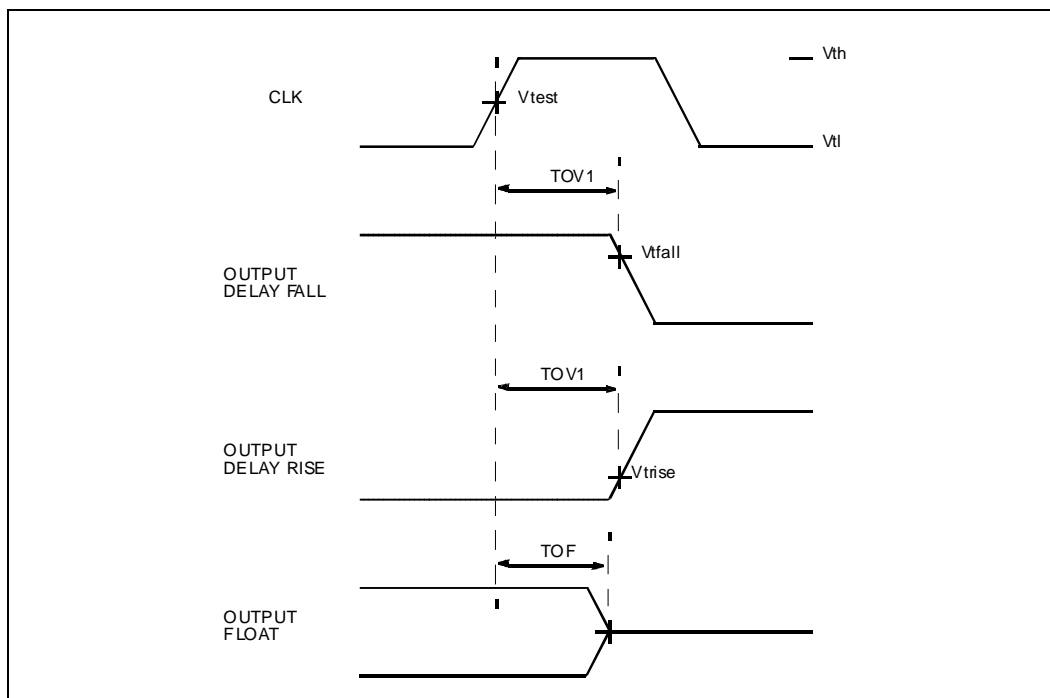 Vth
CLK
Vtest
Vtl
TOV1
Vtfall
OUTPUT
DELAY FALL
TOV1
OUTPUT
DELAY RISE
Vtrise
TOF
OUTPUT
FLOAT